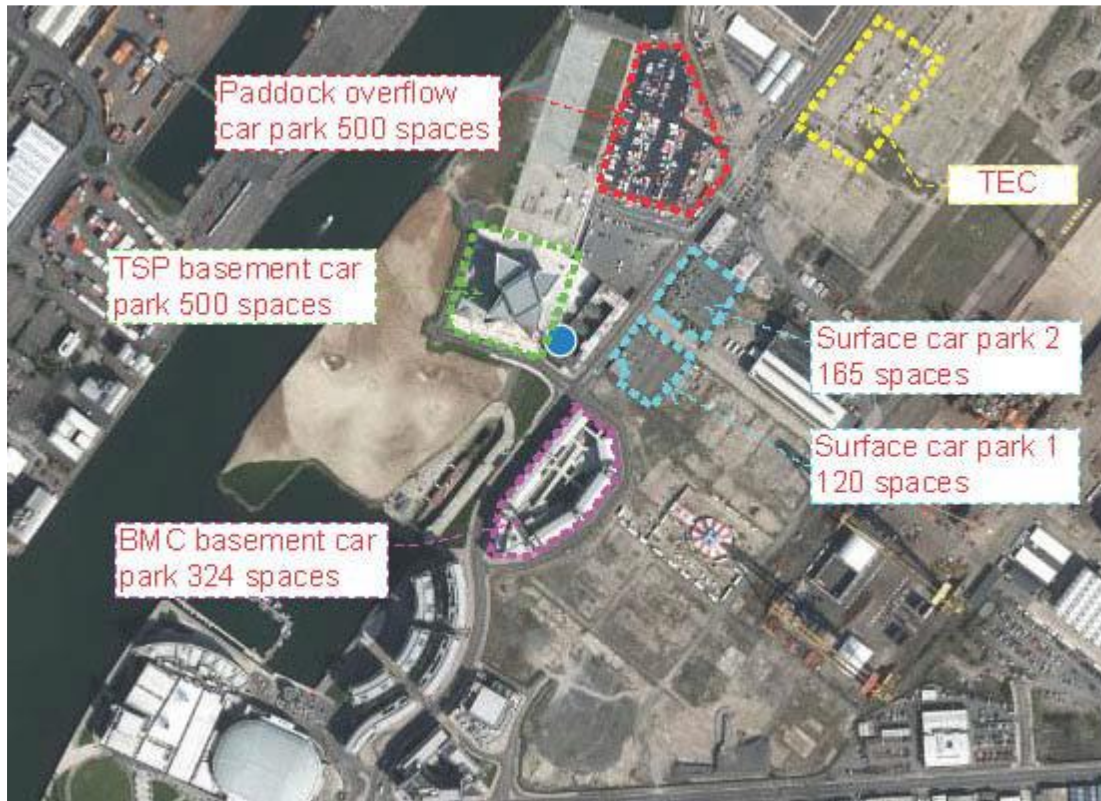 Paddock overflow
car park 500 spaces
TEC
TSP basement car
park 500 spaces
Surface car park 2
165 spaces
Surface car park 1
120 spaces
BMC basement car
park 324 spaces